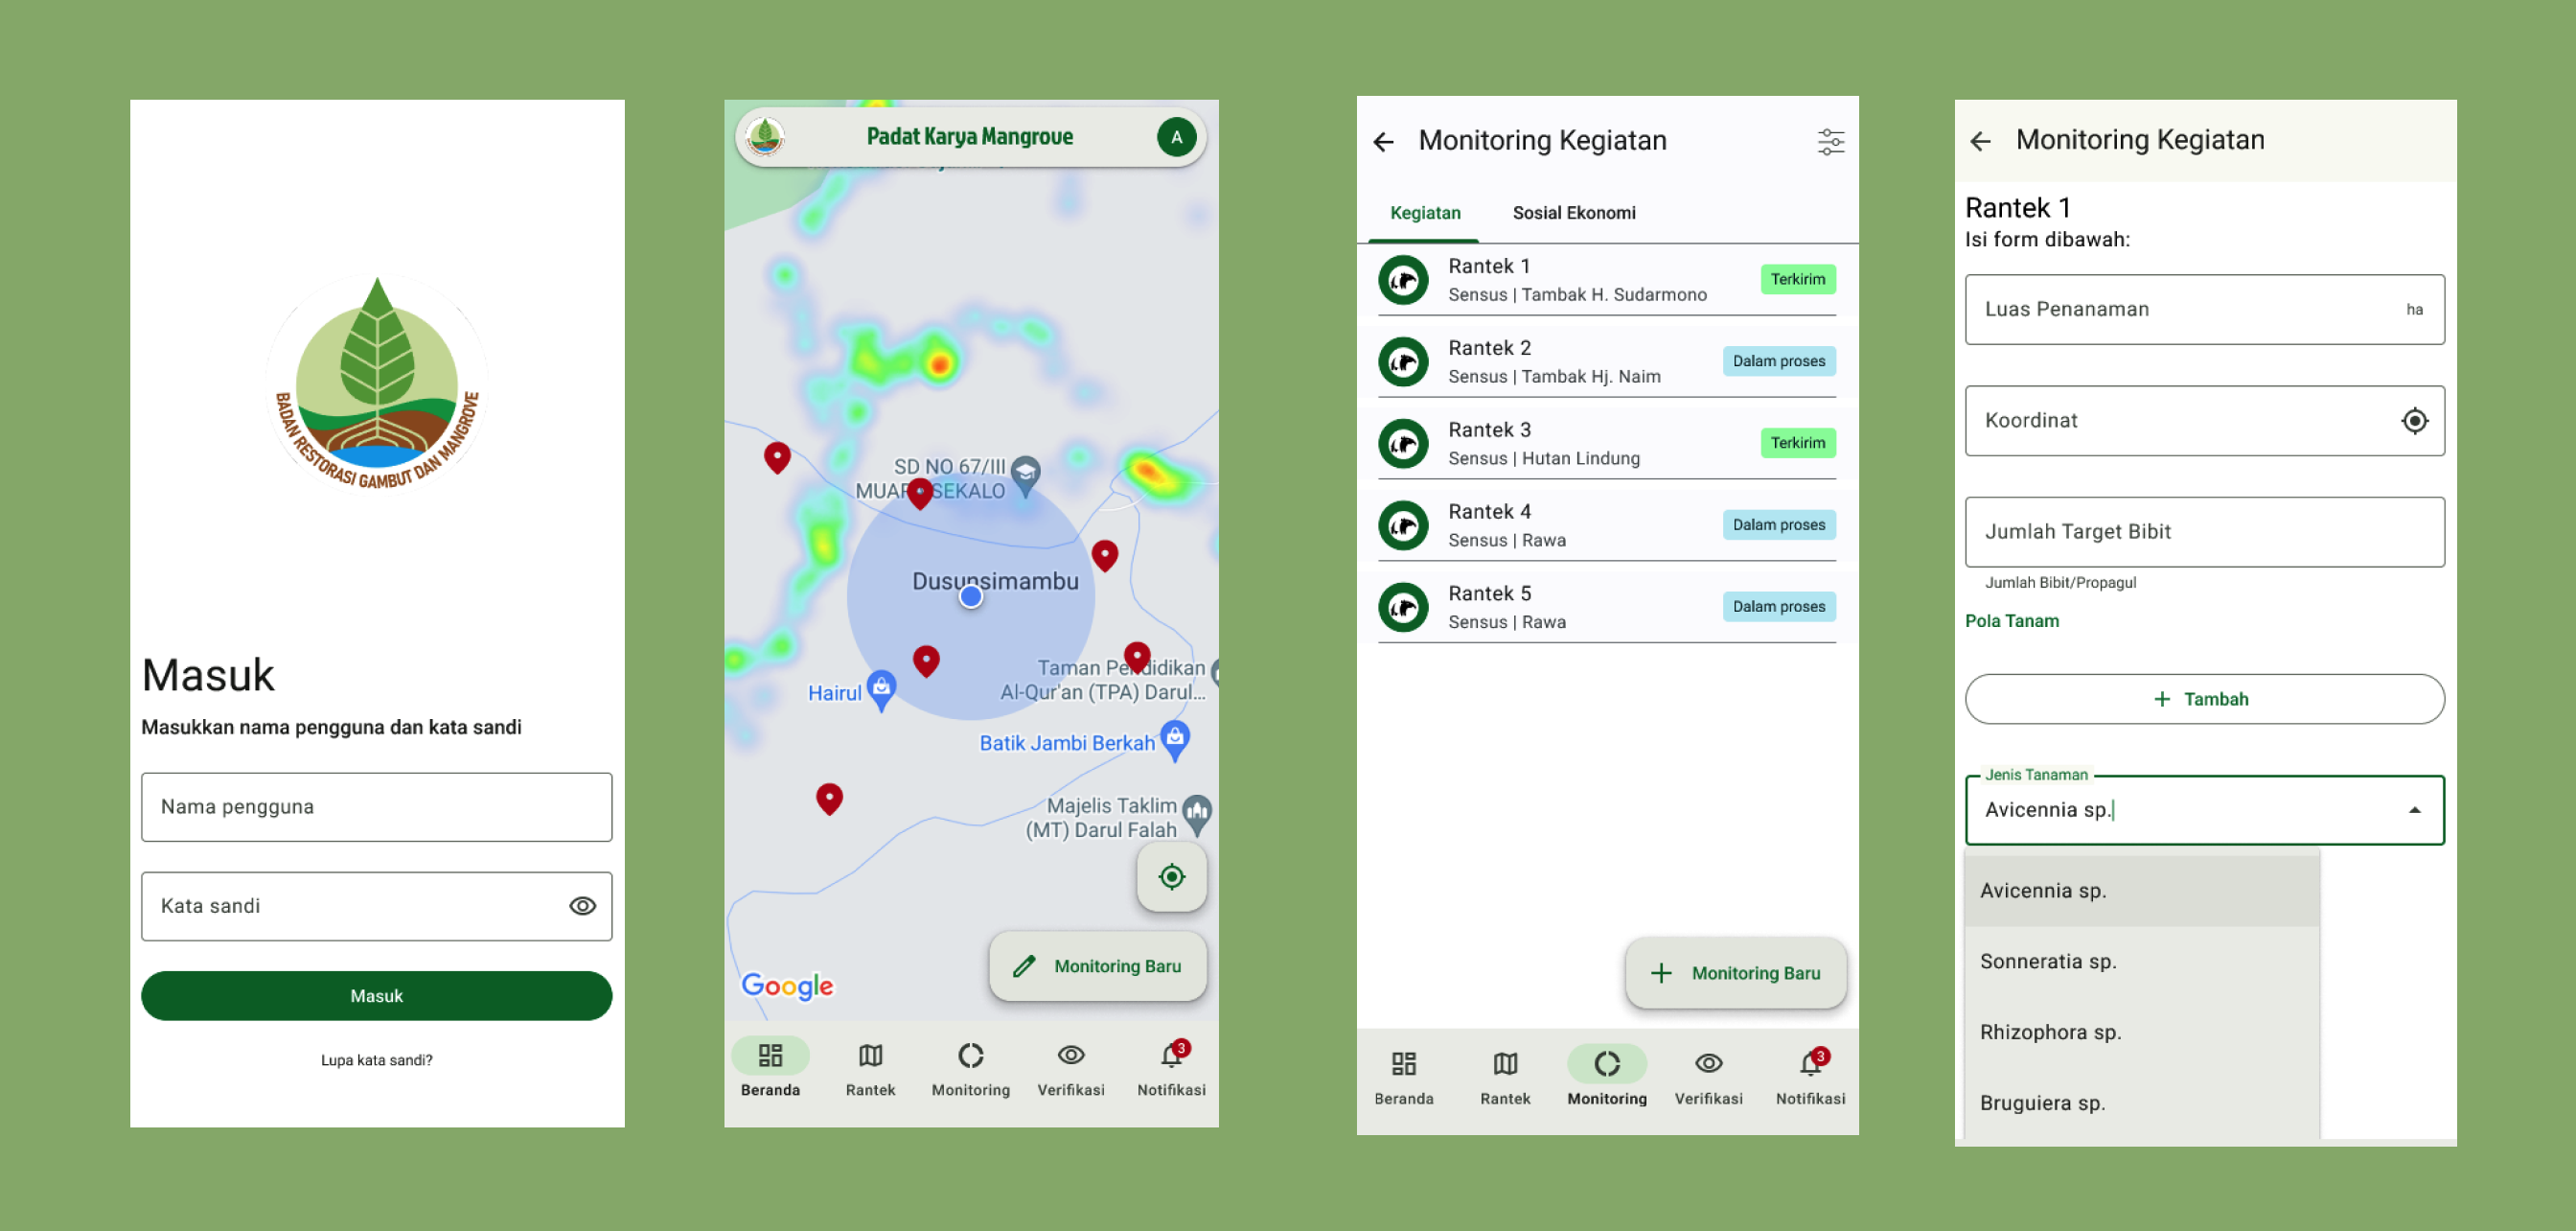 BADAN RESTORASI GAMBUT DAN MANGROVE
Masuk
Masukkan nama pengguna dan kata sandi
Nama pengguna
Kata sandi
Masuk
Lupa kata sandi?
Padat Karya Mangrove
A
SD NO 67/III
SEKALO
Dusunsimambu
Hairul
Taman Pendidikan
Al-Qur'an (TPA) Darul...
Batik Jambi Berkah
Majelis Taklim
(MT) Darul Falah
Monitoring Baru
Google
3
Beranda
Rantek
Monitoring
Verifikasi
Notifikasi
Monitoring Kegiatan
Kegiatan
Sosial Ekonomi
Rantek 1
Sensus | Tambak H. Sudarmono
Terkirim
Rantek 2
Sensus | Tambak Hj. Naim
Dalam proses
Rantek 3
Sensus | Hutan Lindung
Terkirim
Rantek 4
Sensus | Rawa
Dalam proses
Rantek 5
Sensus | Rawa
Dalam proses
Monitoring Baru
3
Beranda
Rantek
Monitoring
Verifikasi
Notifikasi
Monitoring Kegiatan
Rantek 1
Isi form dibawah:
Luas Penanaman
ha
Koordinat
Jumlah Target Bibit
Jumlah Bibit/Propagul
Pola Tanam
+ Tambah
Jenis Tanaman
Avicennia sp.
Avicennia sp.
Sonneratia sp.
Rhizophora sp.
Bruguiera sp.